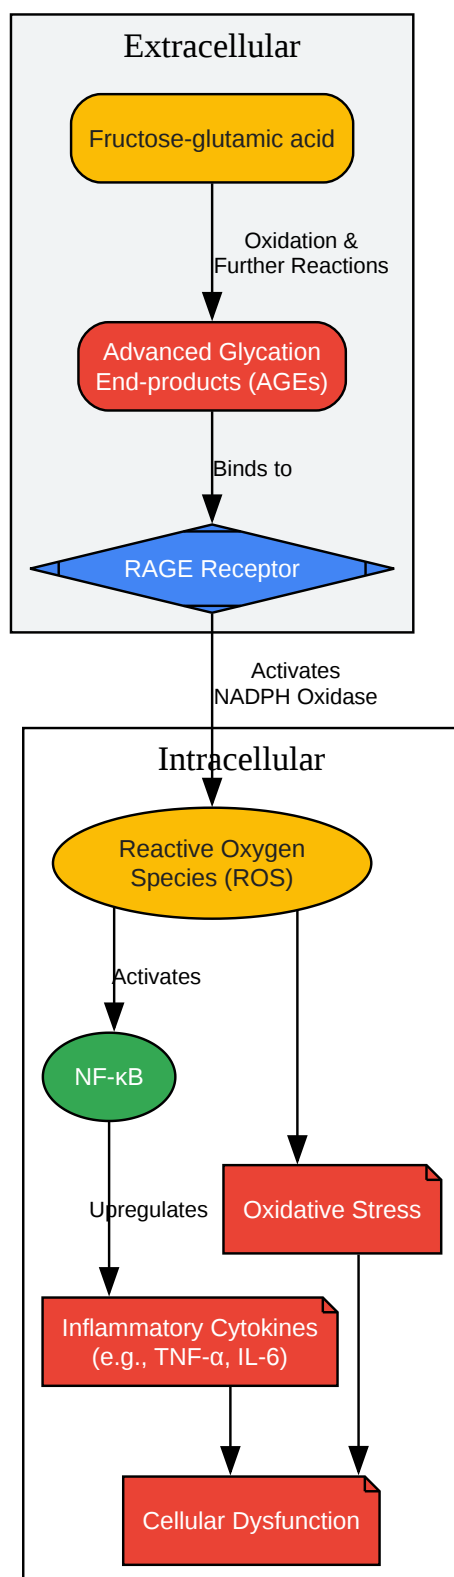 Extracellular
Fructose-glutamic acid
Oxidation &
Further Reactions
Advanced Glycation
End-products (AGEs)
Binds to
RAGE Receptor
Activates
NADPH Oxidase
Intracellular
Reactive Oxygen
Species (ROS)
Activates
NF-κB
Upregulates
Oxidative Stress
Inflammatory Cytokines
(e.g., TNF-α, IL-6)
Cellular Dysfunction